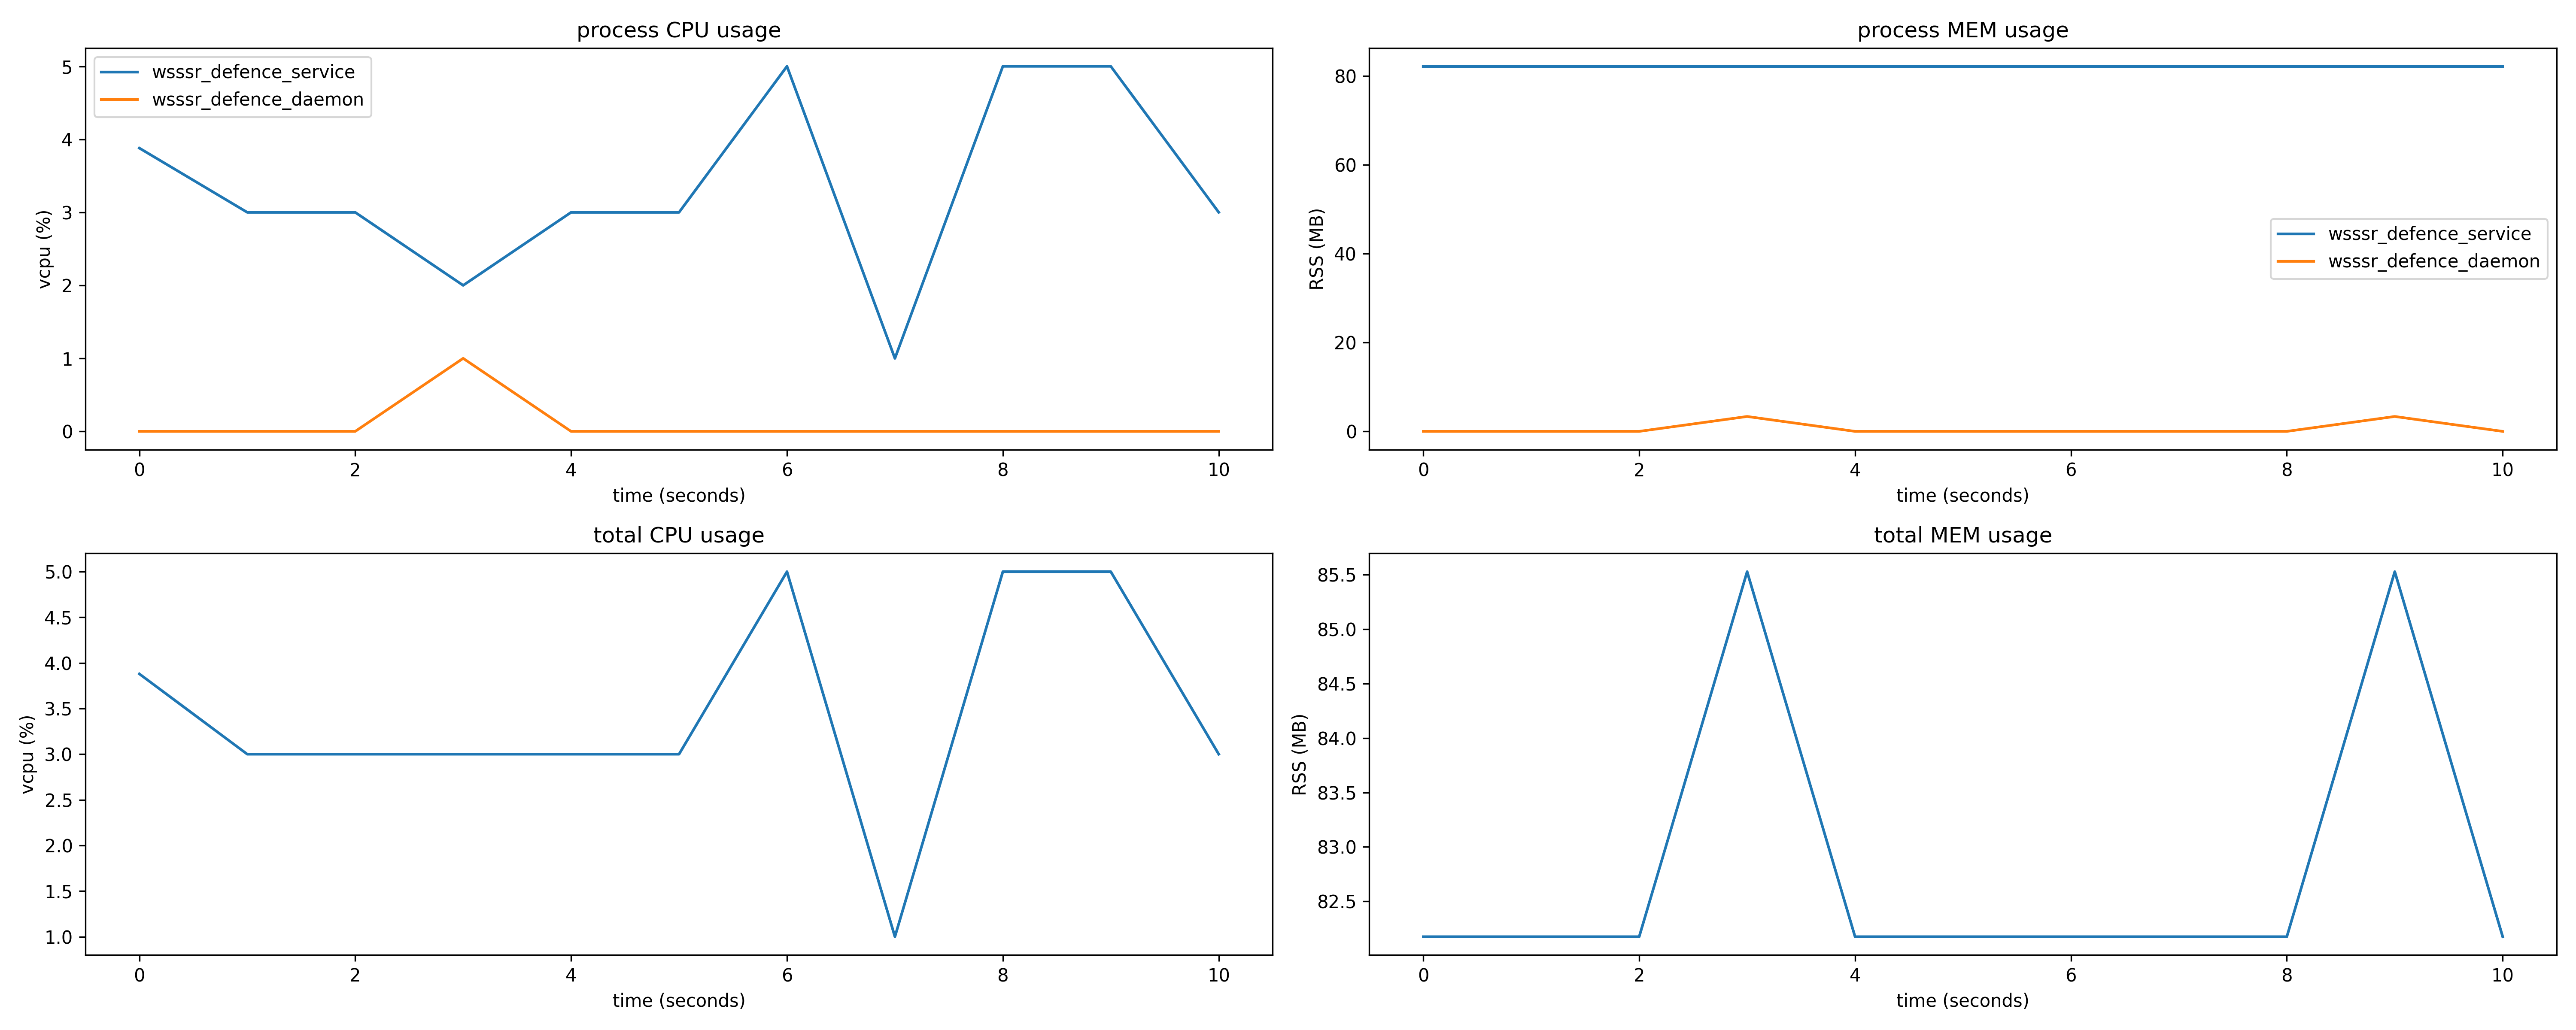 process CPU usage
wsssr_defence_service
wsssr_defence_daemon
vcpu (%)
5
4
3
2
1
0
0 2 4 6 8 10
time (seconds)
process MEM usage
wsssr_defence_service
wsssr_defence_daemon
RSS (MB)
80
60
40
20
0
0 2 4 6 8 10
time (seconds)
total CPU usage
vcpu (%)
5.0
4.5
4.0
3.5
3.0
2.5
2.0
1.5
1.0
0 2 4 6 8 10
time (seconds)
total MEM usage
RSS (MB)
85.5
85.0
84.5
84.0
83.5
83.0
82.5
0 2 4 6 8 10
time (seconds)